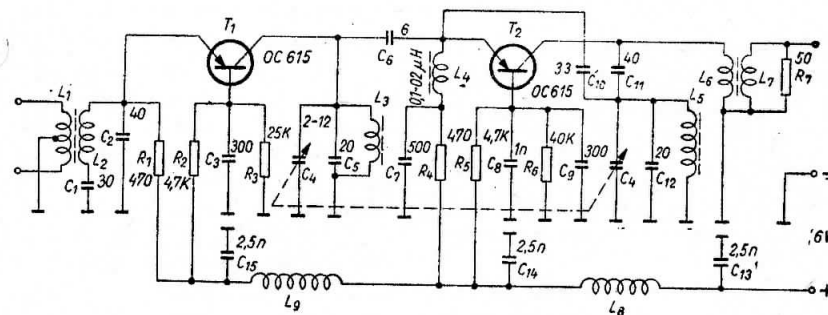 T1
OC 615
6
C6
T2
OC 615
L1
L2
40
C2
C1
30
R1
470
R2
4,7K
300
C3
25K
R3
2-12
C4
20
C5
L3
0,1-02 µH
L4
500
C7
470
R4
4,7K
R5
1n
C8
40K
R6
300
C9
33
C10
40
C11
C4
20
C12
L5
L6
L7
50
R7
2,5n
C15
L9
2,5n
C14
L8
2,5n
C13'
-
6V
+